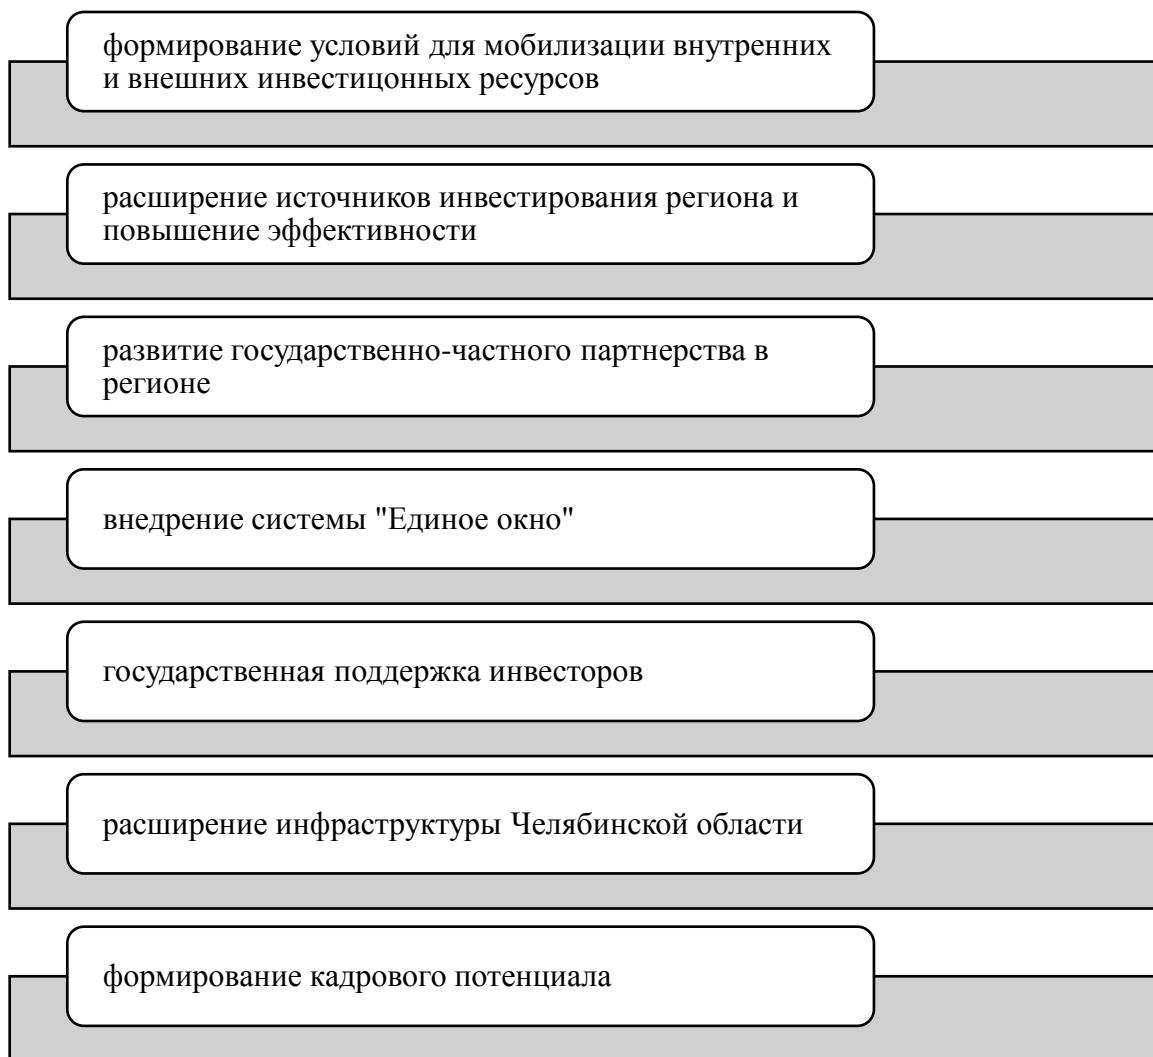 формирование условий для мобилизации внутренних
и внешних инвестицонных ресурсов
расширение источников инвестирования региона и
повышение эффективности
развитие государственно-частного партнерства в
регионе
внедрение системы "Единое окно"
государственная поддержка инвесторов
расширение инфраструктуры Челябинской области
формирование кадрового потенциала